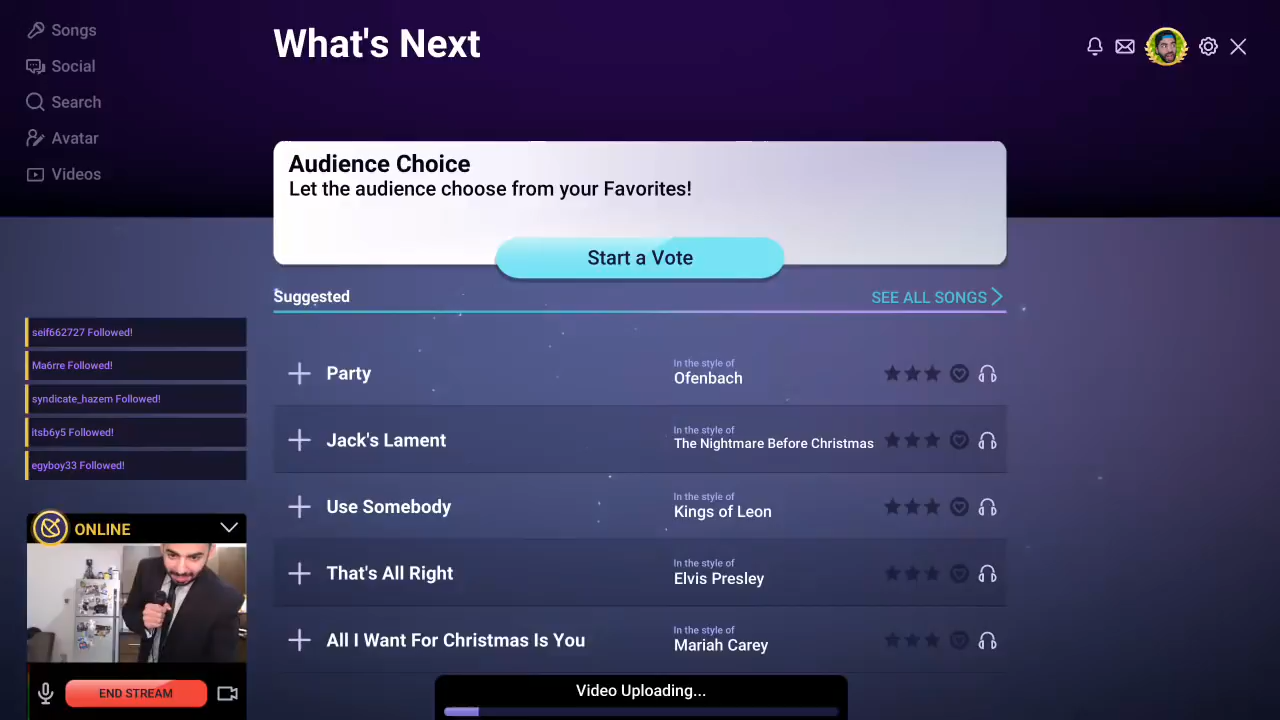 Songs
Social
Search
Avatar
Videos
What's Next
Audience Choice
Let the audience choose from your Favorites!
Start a Vote
Suggested
SEE ALL SONGS
Party
In the style of
Ofenbach
Jack's Lament
In the style of
The Nightmare Before Christmas
Use Somebody
In the style of
Kings of Leon
That's All Right
In the style of
Elvis Presley
All I Want For Christmas Is You
In the style of
Mariah Carey
seif662727 Followed!
Ma6rre Followed!
syndicate_hazem Followed!
itsb6y5 Followed!
egyboy33 Followed!
ONLINE
END STREAM
Video Uploading...